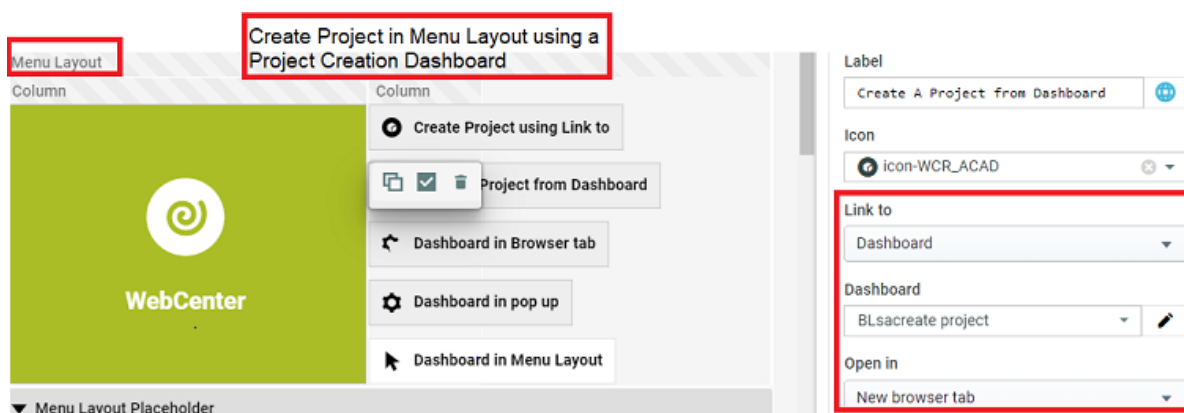 Create Project in Menu Layout using a
Project Creation Dashboard
Menu Layout
Column
Column
WebCenter
Create Project using Link to
Project from Dashboard
Dashboard in Browser tab
Dashboard in pop up
Dashboard in Menu Layout
Menu Layout Placeholder
Label
Create A Project from Dashboard
Icon
icon-WCR_ACAD
Link to
Dashboard
Dashboard
BLsacreate project
Open in
New browser tab